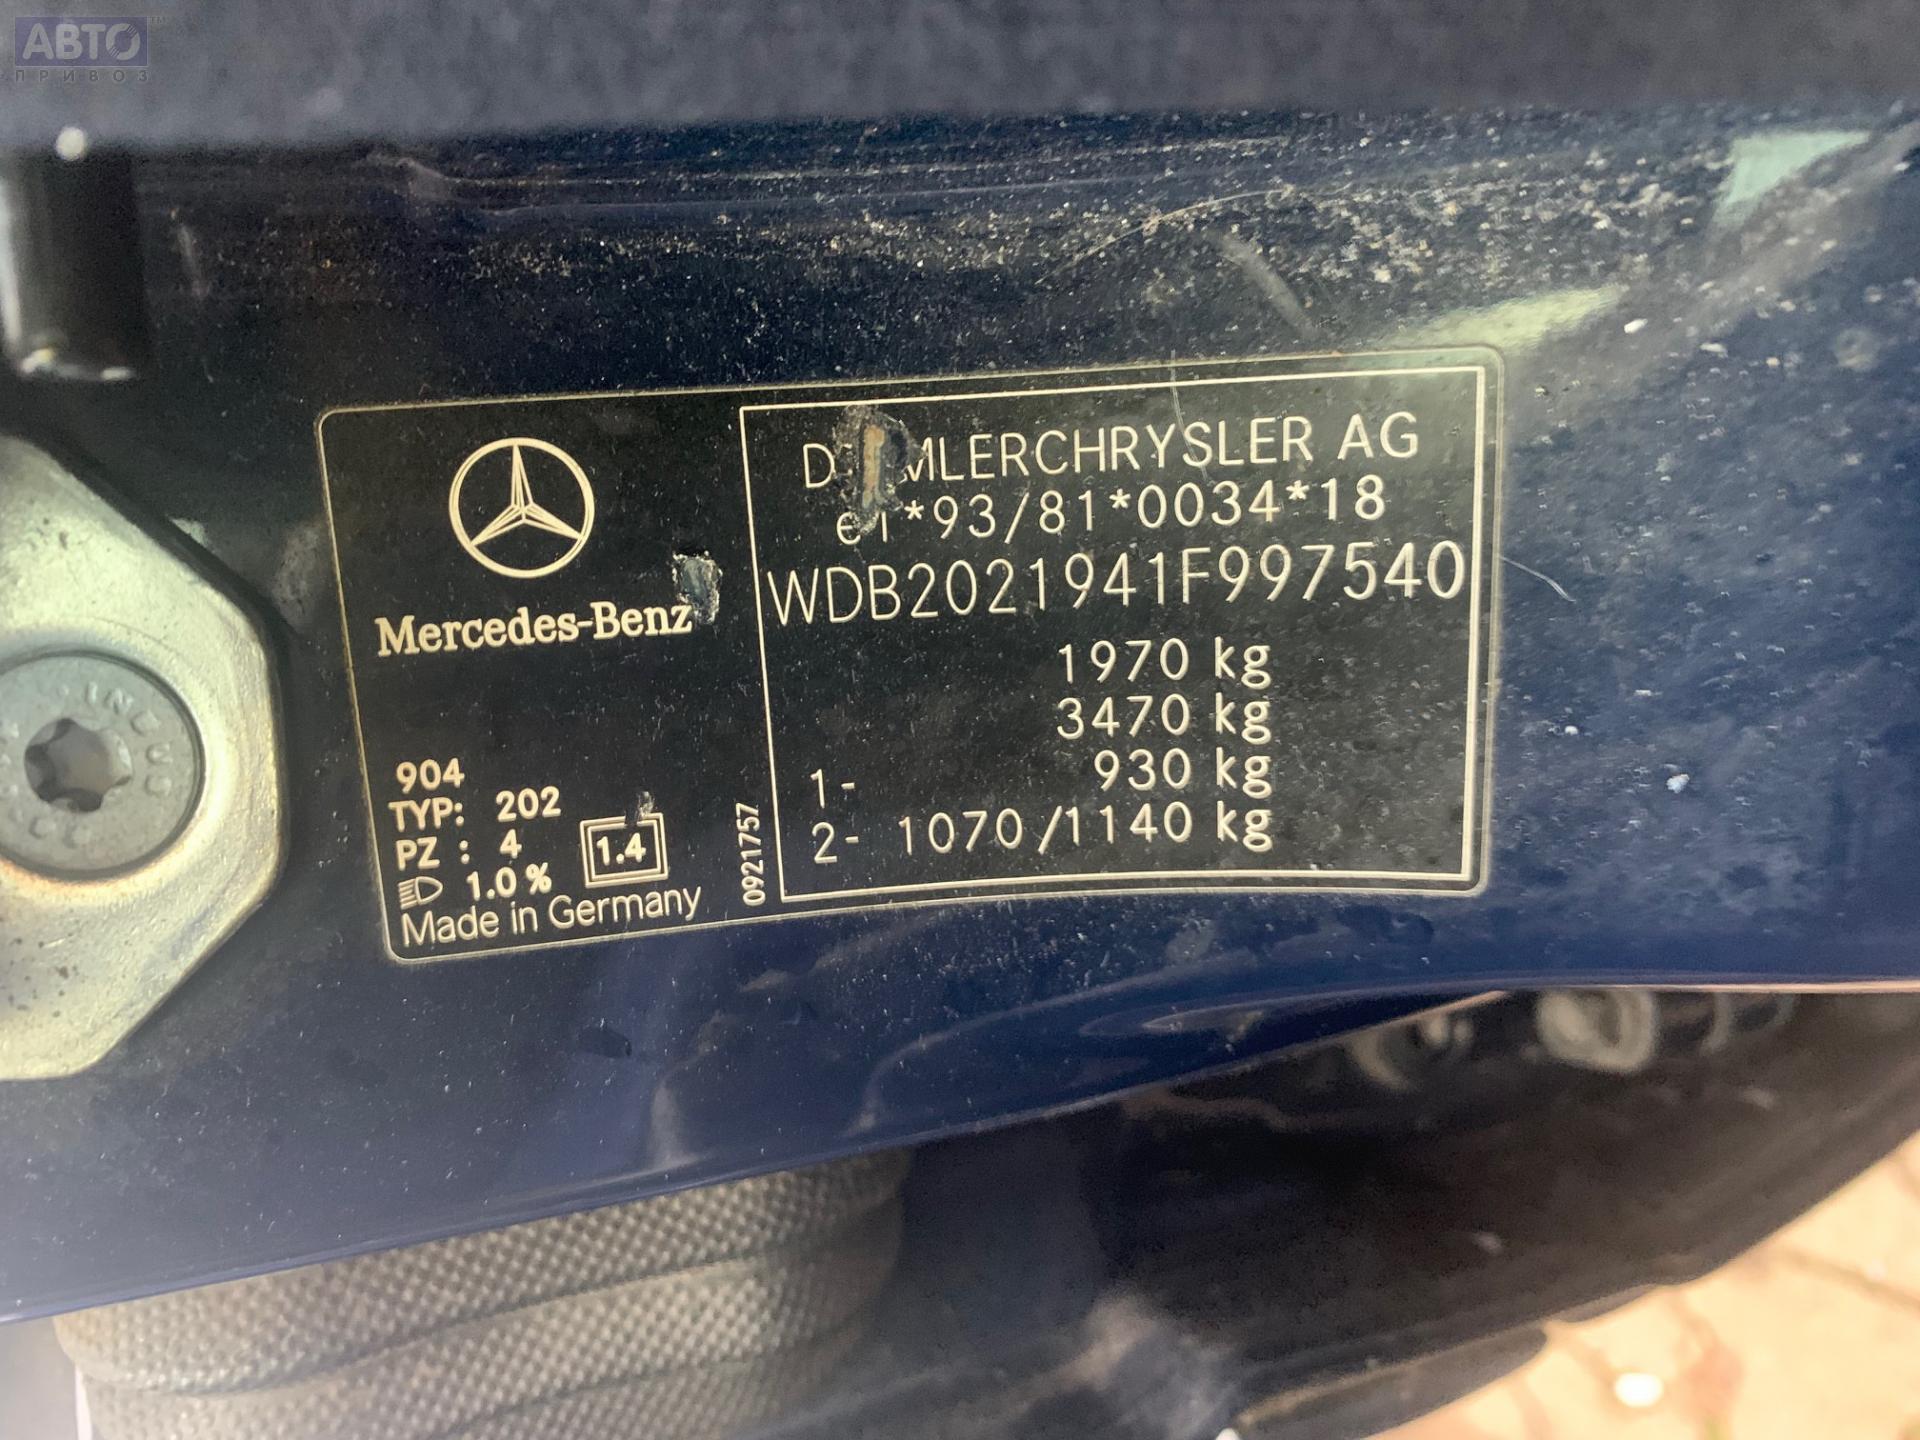 АВТО
ПРИВОЗ
Mercedes-Benz
904
TYP: 202
PZ : 4
1.0%
1.4
Made in Germany
0921757
e1*93/81*0034*18
WDB2021941F997540
1970 kg
3470 kg
1- 930 kg
2- 1070/1140 kg
AG